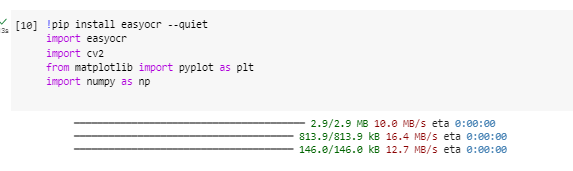 3s [10] !pip install easyocr --quiet
import easyocr
import cv2
from matplotlib import pyplot as plt
import numpy as np
2.9/2.9 MB 10.0 MB/s eta 0:00:00
813.9/813.9 kB 16.4 MB/s eta 0:00:00
146.0/146.0 kB 12.7 MB/s eta 0:00:00